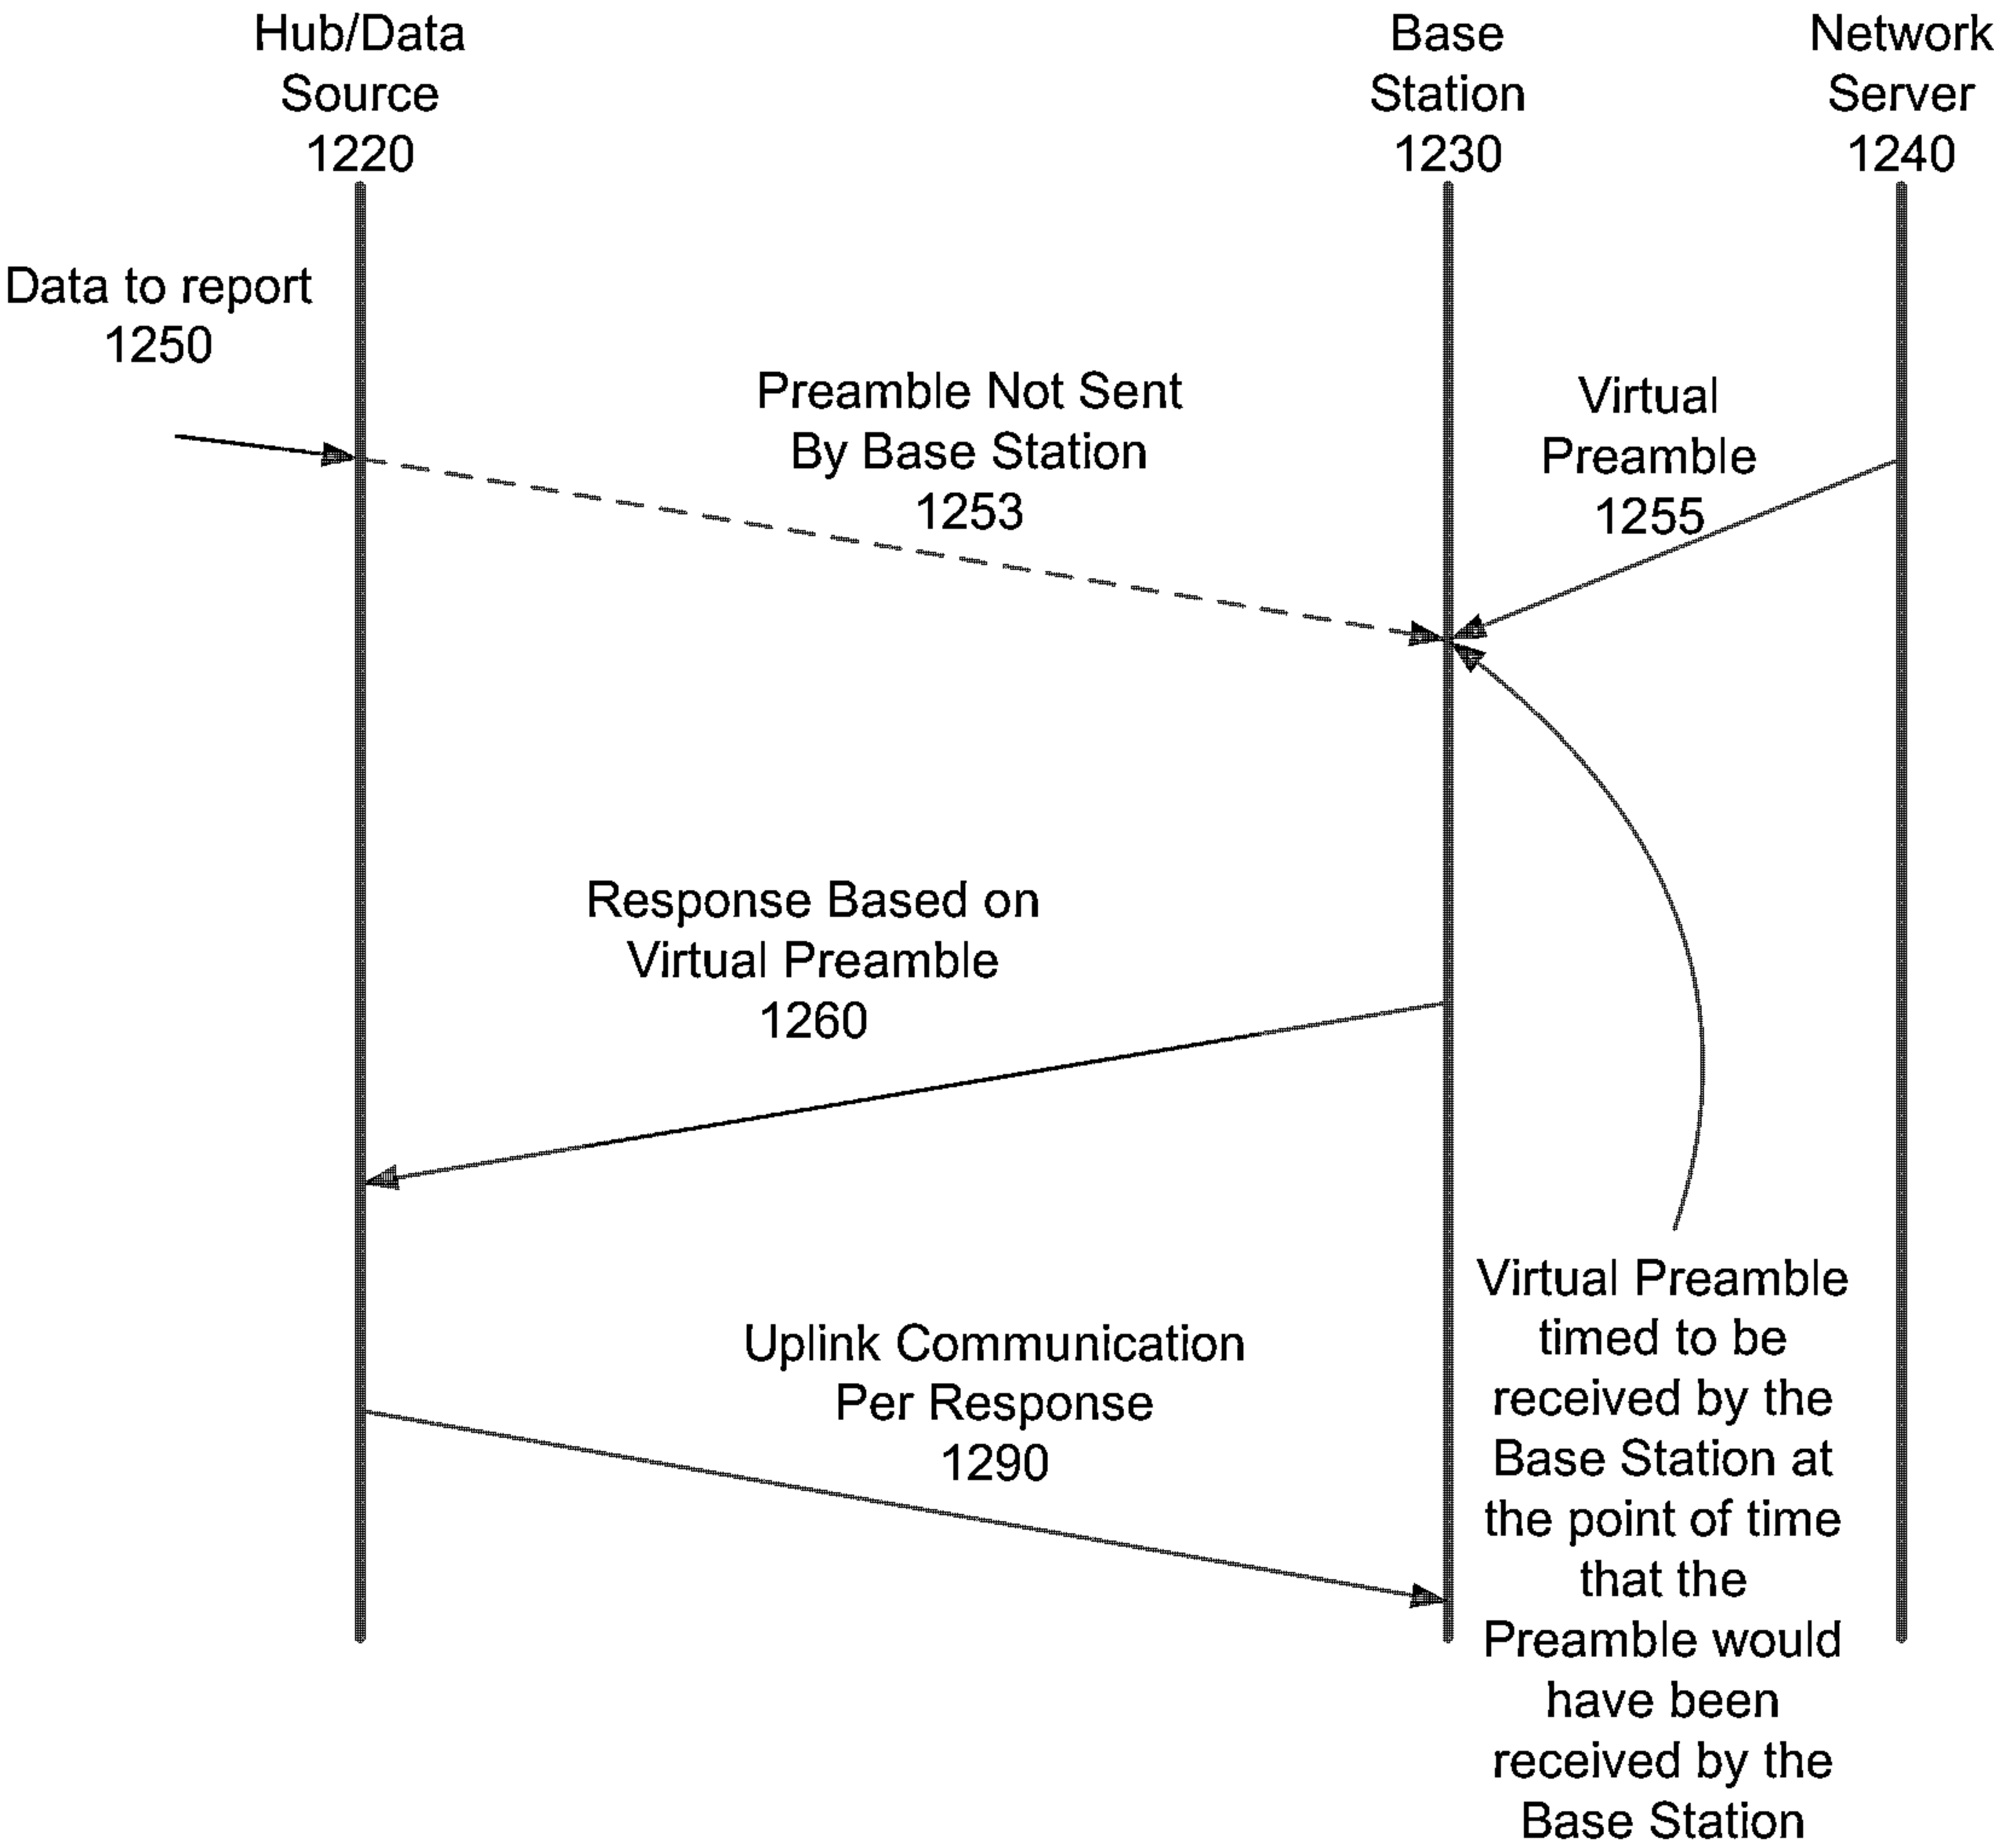 Hub/Data
Source
1220
Base
Station
1230
Network
Server
1240
Data to report
1250
Preamble Not Sent
By Base Station
1253
Virtual
Preamble
1255
Response Based on
Virtual Preamble
1260
Uplink Communication
Per Response
1290
Virtual Preamble
timed to be
received by the
Base Station at
the point of time
that the
Preamble would
have been
received by the
Base Station